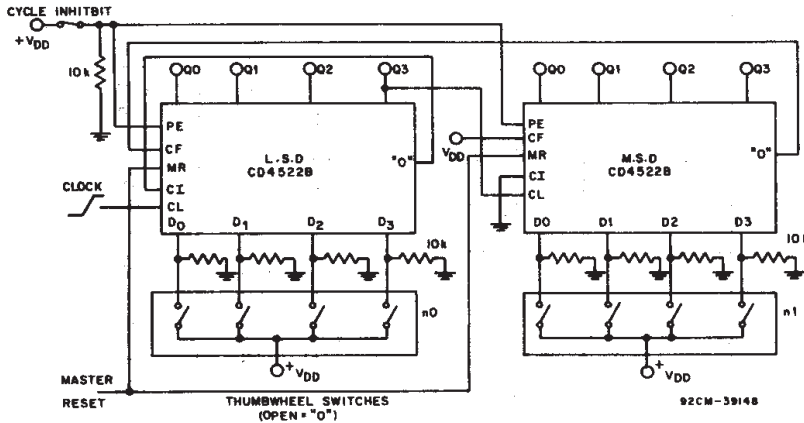 CYCLE INHITBIT
+VDD
10k
Q0 Q1 Q2 Q3
Q0 Q1 Q2 Q3
PE
CF
MR
CI
CL
L.S.D
CD4522B
"0"
CLOCK
D0 D1 D2 D3
10k
VDD
PE
CF
MR
CI
CL
M.S.D
CD4522B
"0"
D0 D1 D2 D3
n0
n1
+VDD
+VDD
MASTER
RESET
THUMBWHEEL SWITCHES
(OPEN = "0")
92CM-39148